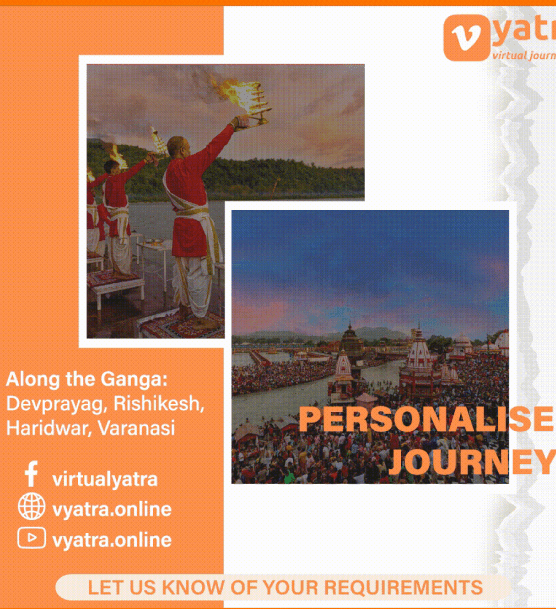 yatr
virtual journ
Along the Ganga:
Devprayag, Rishikesh,
Haridwar, Varanasi
PERSONALISE
JOURNEY
virtualyatra
vyatra.online
vyatra.online
LET US KNOW OF YOUR REQUIREMENTS